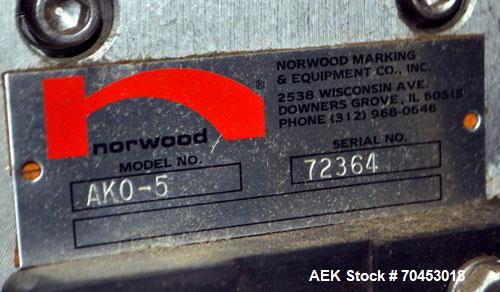 NORWOOD MARKING
& EQUIPMENT CO., INC.
2538 WISCONSIN AVE.
DOWNERS GROVE, IL 60515
PHONE (312) 968-0646
®
norwood
MODEL NO.
AKO-5
SERIAL NO.
72364
AEK Stock # 70453018